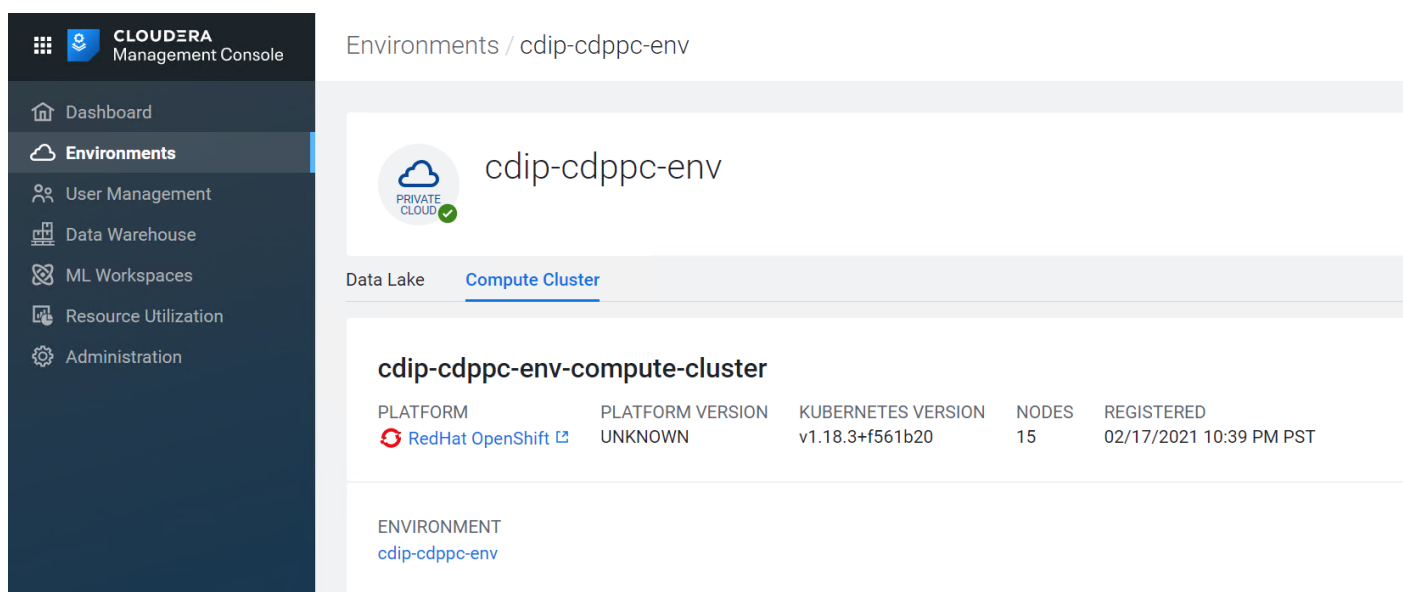 CLOUDERA
Management Console
Environments / cdip-cdppc-env
Dashboard
Environments
User Management
Data Warehouse
ML Workspaces
Resource Utilization
Administration
PRIVATE
CLOUD
cdip-cdppc-env
Data Lake Compute Cluster
cdip-cdppc-env-compute-cluster
PLATFORM PLATFORM VERSION KUBERNETES VERSION NODES REGISTERED
RedHat OpenShift UNKNOWN v1.18.3+f561b20 15 02/17/2021 10:39 PM PST
ENVIRONMENT
cdip-cdppc-env